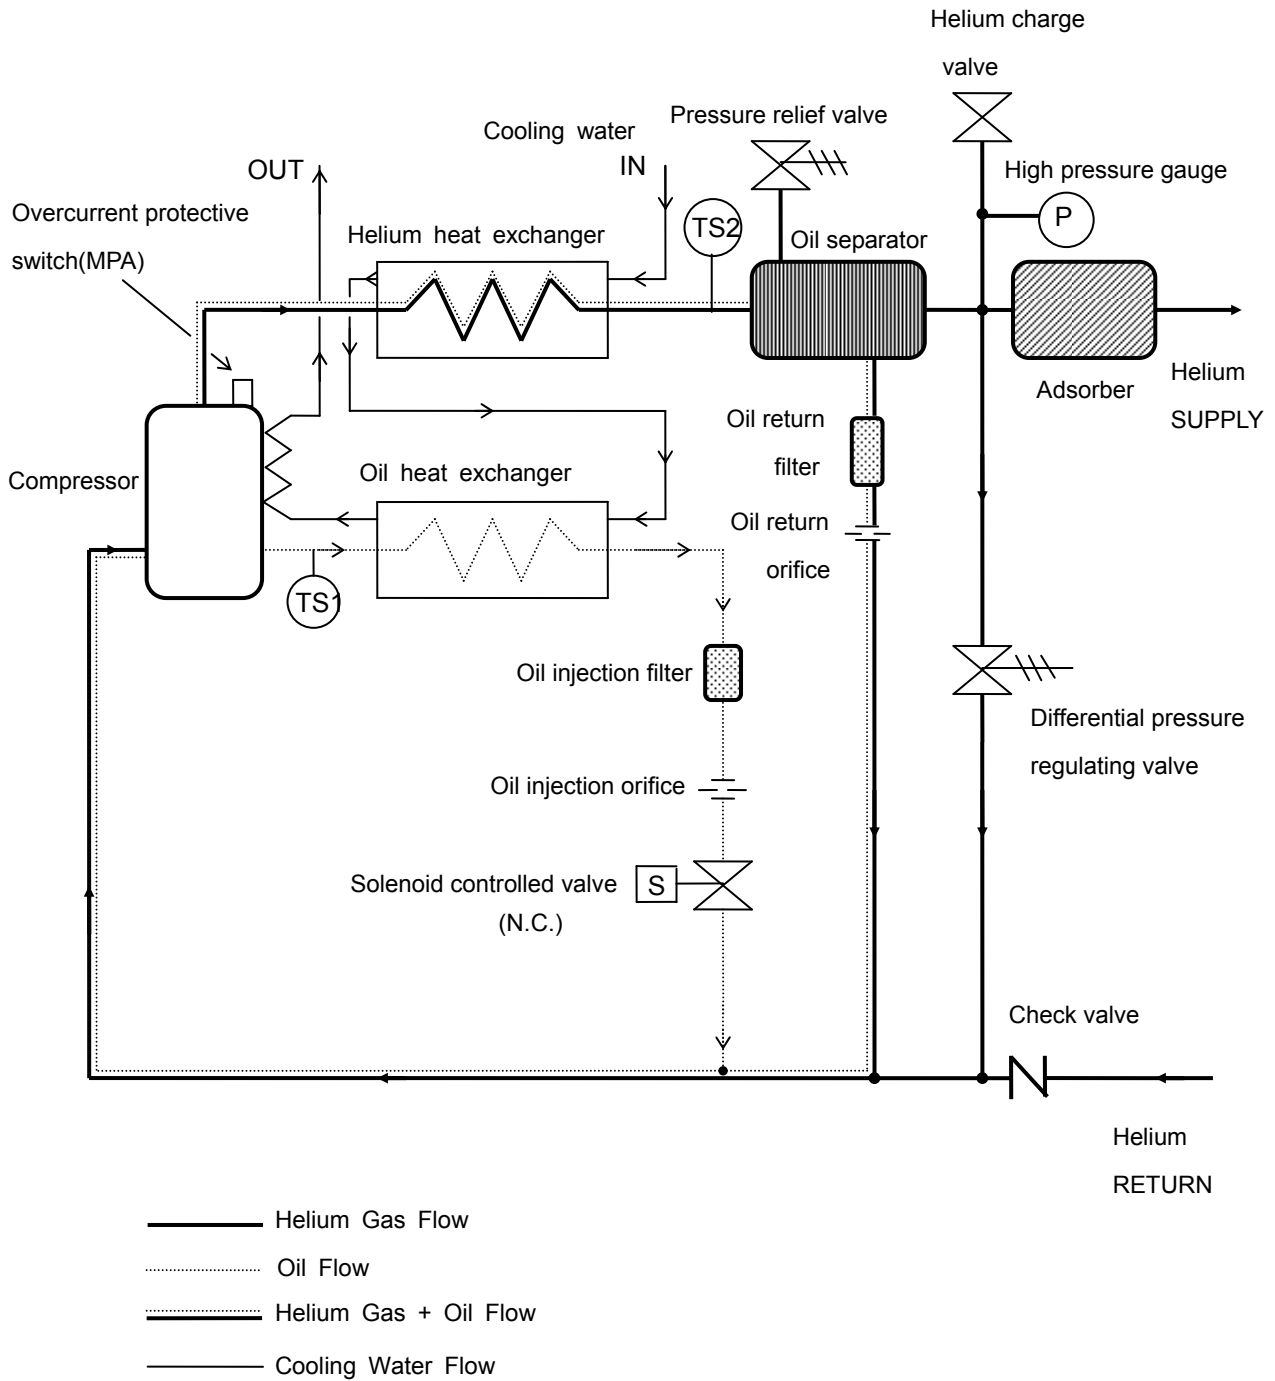 Helium charge
valve
Pressure relief valve
Cooling water
IN
OUT
High pressure gauge
Overcurrent protective
switch(MPA)
P
TS2
Helium heat exchanger
Oil separator
Helium
SUPPLY
Adsorber
Oil return
filter
Compressor
Oil heat exchanger
Oil return
orifice
TS1
Oil injection filter
Differential pressure
regulating valve
Oil injection orifice
Solenoid controlled valve
(N.C.)
S
Check valve
Helium
RETURN
Helium Gas Flow
Oil Flow
Helium Gas + Oil Flow
Cooling Water Flow